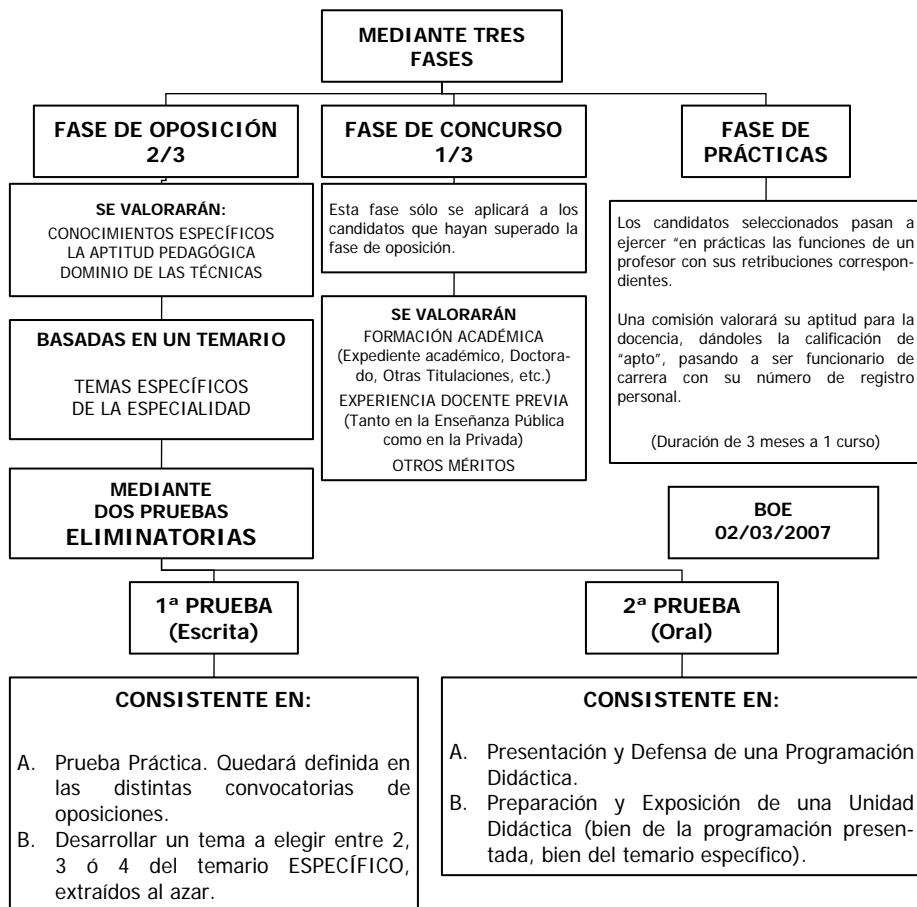 MEDIANTE TRES
FASES
FASE DE OPOSICIÓN
2/3
SE VALORARÁN:
CONOCIMIENTOS ESPECÍFICOS
LA APTITUD PEDAGÓGICA
DOMINIO DE LAS TÉCNICAS
BASADAS EN UN TEMARIO
TEMAS ESPECÍFICOS
DE LA ESPECIALIDAD
MEDIANTE
DOS PRUEBAS
ELIMINATORIAS
FASE DE CONCURSO
1/3
Esta fase sólo se aplicará a los
candidatos que hayan superado la
fase de oposición.
SE VALORARÁN
FORMACIÓN ACADÉMICA
(Expediente académico, Doctora-
do, Otras Titulaciones, etc.)
EXPERIENCIA DOCENTE PREVIA
(Tanto en la Enseñanza Pública
como en la Privada)
OTROS MÉRITOS
FASE DE
PRÁCTICAS
Los candidatos seleccionados pasan a
ejercer "en prácticas las funciones de un
profesor con sus retribuciones correspon-
dientes.
Una comisión valorará su aptitud para la
docencia, dándoles la calificación de
"apto", pasando a ser funcionario de
carrera con su número de registro
personal.
(Duración de 3 meses a 1 curso)
BOE
02/03/2007
1ª PRUEBA
(Escrita)
CONSISTENTE EN:
A. Prueba Práctica. Quedará definida en
las distintas convocatorias de
oposiciones.
B. Desarrollar un tema a elegir entre 2,
3 ó 4 del temario ESPECÍFICO,
extraídos al azar.
2ª PRUEBA
(Oral)
CONSISTENTE EN:
A. Presentación y Defensa de una Programación
Didáctica.
B. Preparación y Exposición de una Unidad
Didáctica (bien de la programación presen-
tada, bien del temario específico).